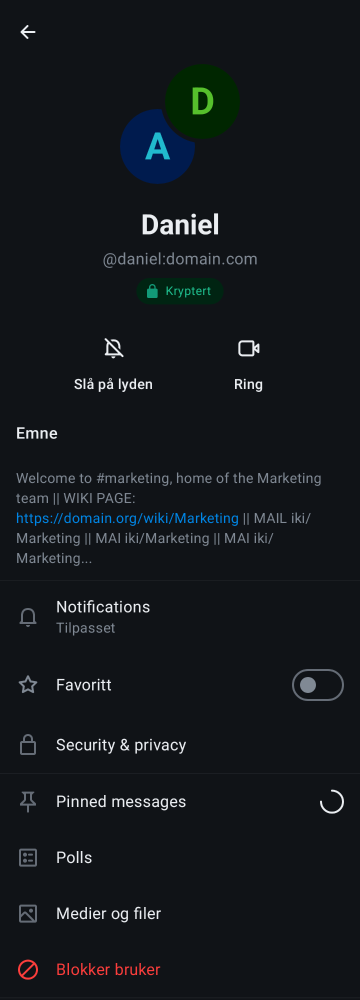 D
A
Daniel
@daniel:domain.com
Kryptert
Slå på lyden
Ring
Emne
Welcome to #marketing, home of the Marketing
team || WIKI PAGE:
https://domain.org/wiki/Marketing || MAIL iki/
Marketing || MAI iki/Marketing || MAI iki/
Marketing...
Notifications
Tilpasset
Favoritt
Security & privacy
Pinned messages
Polls
Medier og filer
Blokker bruker